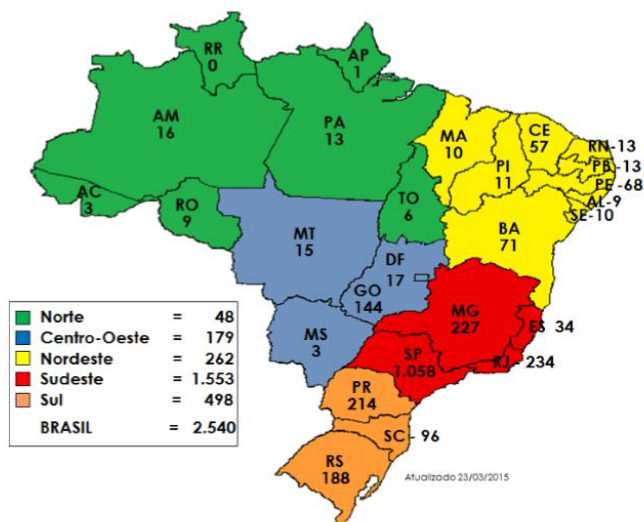 RR
0
AP
1
AM
16
PA
13
MA
10
CE
57
RN-13
PB-13
PI
11
PE-68
AL-9
SE-10
AC
3
RO
9
TO
6
BA
71
MT
15
DF
17
GO
144
MG
227
ES 34
MS
3
SP
1.058
RJ - 234
PR
214
SC - 96
RS
188
Norte = 48
Centro-Oeste = 179
Nordeste = 262
Sudeste = 1.553
Sul = 498
BRASIL = 2.540
Atualizado 23/03/2015